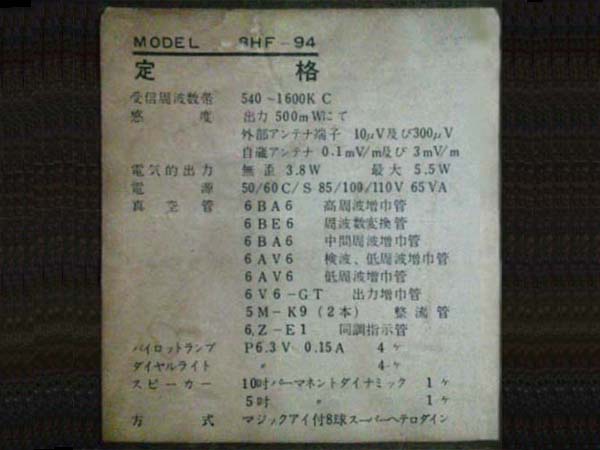 MODEL 8HF-94
定格
受信周波数帯 540~1600KC
感度 出力500mWにて
外部アンテナ端子 10μV及び300μV
自蔵アンテナ 0.1mV/m及び3mV/m
電気的出力 無歪3.8W 最大5.5W
電源 50/60C/S 85/100/110V 65VA
真空管 6BA6 高周波増巾管
6BE6 周波数変換管
6BA6 中間周波増巾管
6AV6 検波、低周波増巾管
6AV6 低周波増巾管
6V6-GT 出力増巾管
5M-K9(2本) 整流管
6,Z-E1 同調指示管
パイロットランプ P6.3V 0.15A 4ヶ
ダイヤルライト 〃 4ヶ
スピーカー 10吋パーマネントダイナミック 1ヶ
5吋 〃 1ヶ
方式 マジックアイ付8球スーパーヘテロダイン